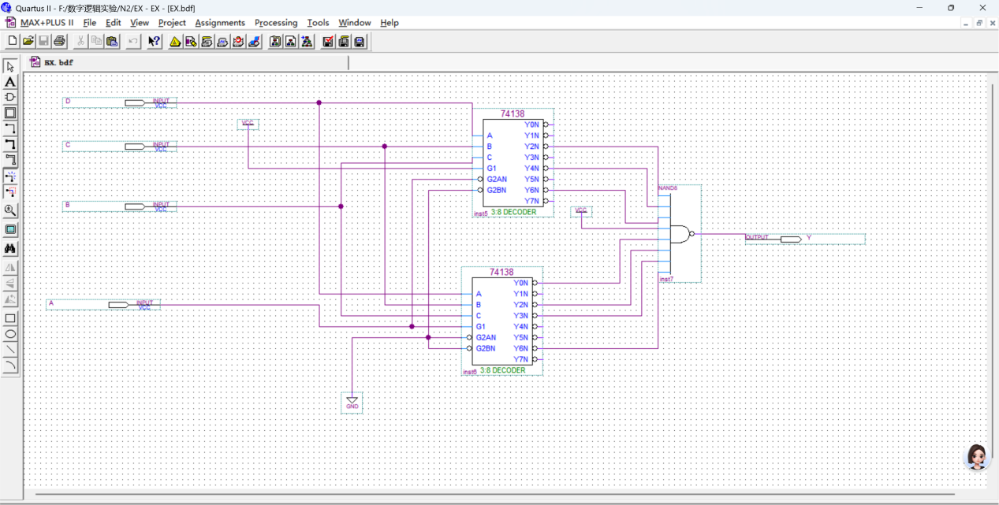 Quartus II - F:/数字逻辑实验/N2/EX - EX - [EX.bdf]
MAX+PLUS II File Edit View Project Assignments Processing Tools Window Help
EX. bdf
D INPUT
VCC
VCC
C INPUT
VCC
B INPUT
VCC
A INPUT
VCC
74138
Y0N
A Y1N
B Y2N
C Y3N
G1 Y4N
G2AN Y5N
G2BN Y6N
Y7N
inst5 3:8 DECODER
VCC
NAND8
inst7
OUTPUT Y
74138
Y0N
A Y1N
B Y2N
C Y3N
G1 Y4N
G2AN Y5N
G2BN Y6N
Y7N
inst6 3:8 DECODER
GND